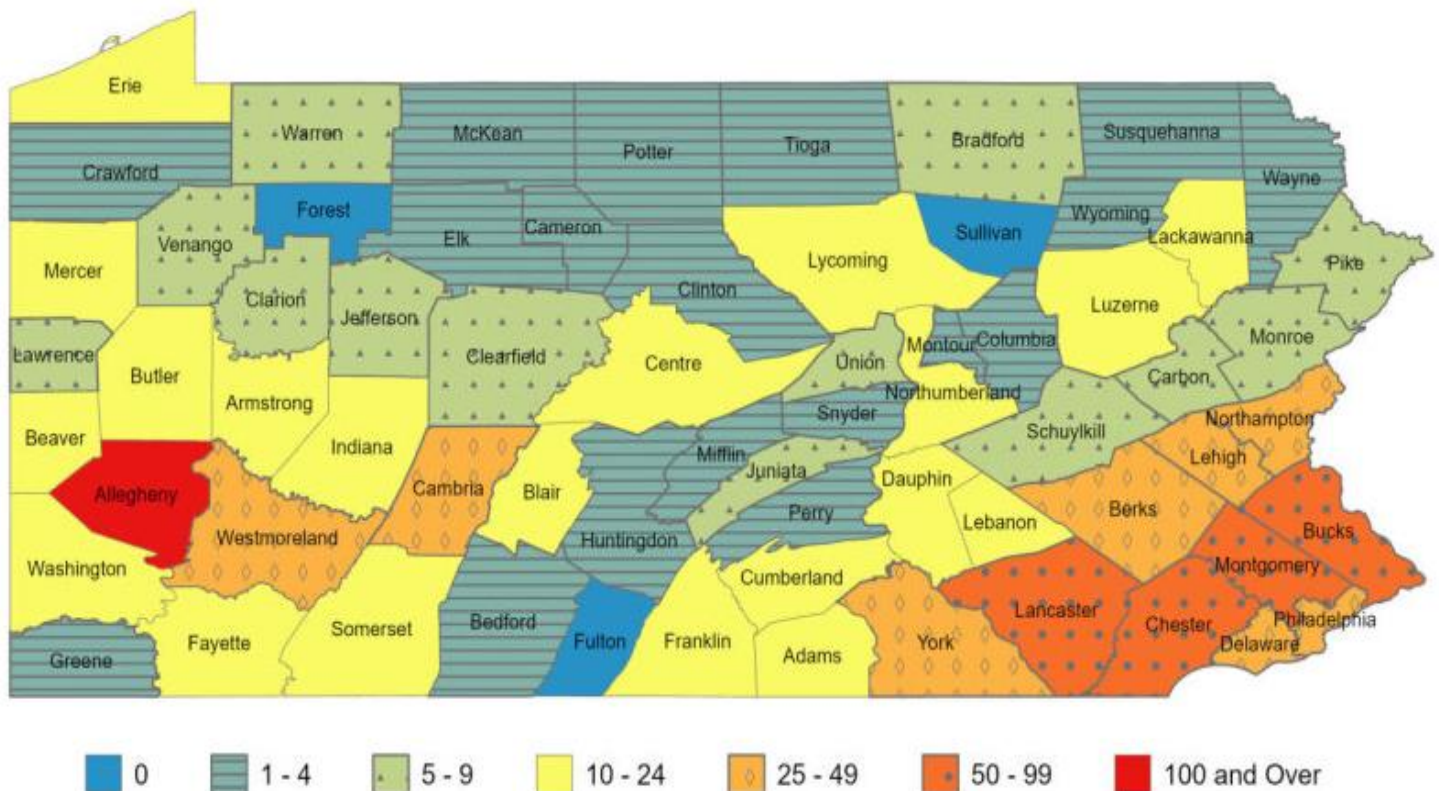 Erie
Warren
McKean
Potter
Tioga
Bradford
Susquehanna
Wayne
Crawford
Forest
Elk
Cameron
Sullivan
Wyoming
Lackawanna
Venango
Lycoming
Pike
Mercer
Clarion
Jefferson
Clinton
Luzerne
Lawrence
Clearfield
Centre
Union
Montour
Columbia
Monroe
Butler
Carbon
Armstrong
Northumberland
Snyder
Northampton
Beaver
Indiana
Mifflin
Schuylkill
Lehigh
Allegheny
Cambria
Blair
Juniata
Dauphin
Westmoreland
Perry
Lebanon
Berks
Bucks
Huntingdon
Washington
Cumberland
Montgomery
Fayette
Somerset
Bedford
Fulton
Franklin
Adams
York
Lancaster
Chester
Philadelphia
Delaware
Greene
0 1 - 4 5 - 9 10 - 24 25 - 49 50 - 99 100 and Over